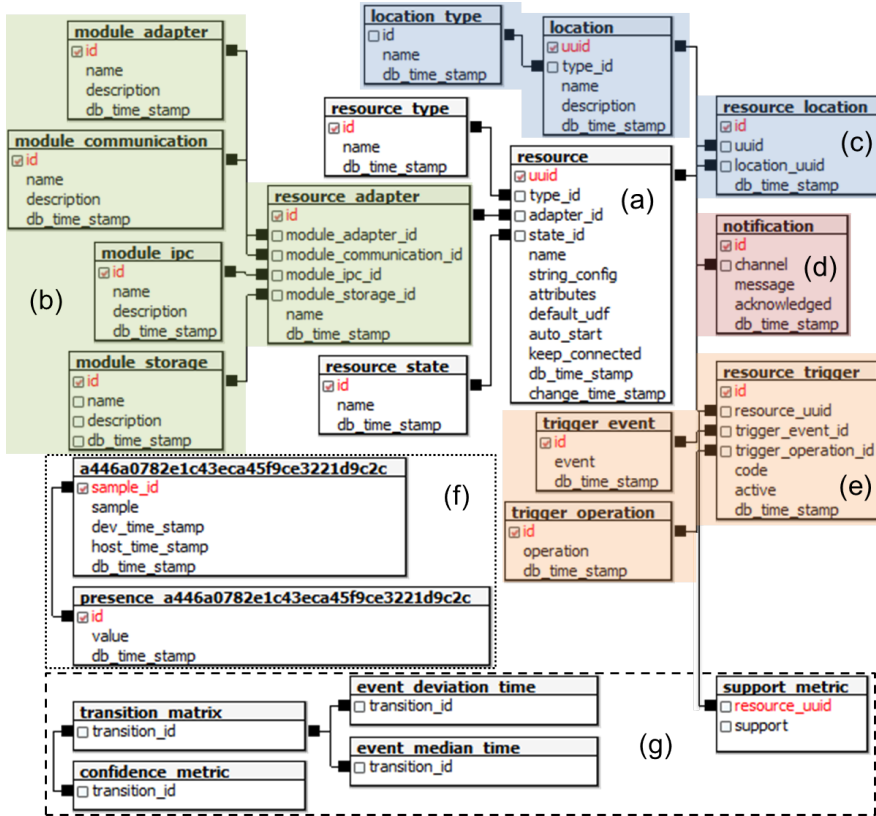 module_adapter
id
name
description
db_time_stamp
module_communication
id
name
description
db_time_stamp
module_ipc
id
name
description
db_time_stamp
(b)
module_storage
id
name
description
db_time_stamp
resource_adapter
id
module_adapter_id
module_communication_id
module_ipc_id
module_storage_id
name
db_time_stamp
location_type
id
name
db_time_stamp
location
uuid
type_id
name
description
db_time_stamp
resource_location
id
uuid
location_uuid
db_time_stamp
(c)
resource_type
id
name
db_time_stamp
resource
uuid
type_id
adapter_id
state_id
name
string_config
attributes
default_udf
auto_start
keep_connected
db_time_stamp
change_time_stamp
(a)
notification
id
channel
message
acknowledged
db_time_stamp
(d)
resource_state
id
name
db_time_stamp
resource_trigger
id
resource_uuid
trigger_event_id
trigger_operation_id
code
active
db_time_stamp
(e)
trigger_event
id
event
db_time_stamp
trigger_operation
id
operation
db_time_stamp
a446a0782e1c43eca45f9ce3221d9c2c
sample_id
sample
dev_time_stamp
host_time_stamp
db_time_stamp
(f)
presence_a446a0782e1c43eca45f9ce3221d9c2c
id
value
db_time_stamp
transition_matrix
transition_id
confidence_metric
transition_id
event_deviation_time
transition_id
event_median_time
transition_id
(g)
support_metric
resource_uuid
support